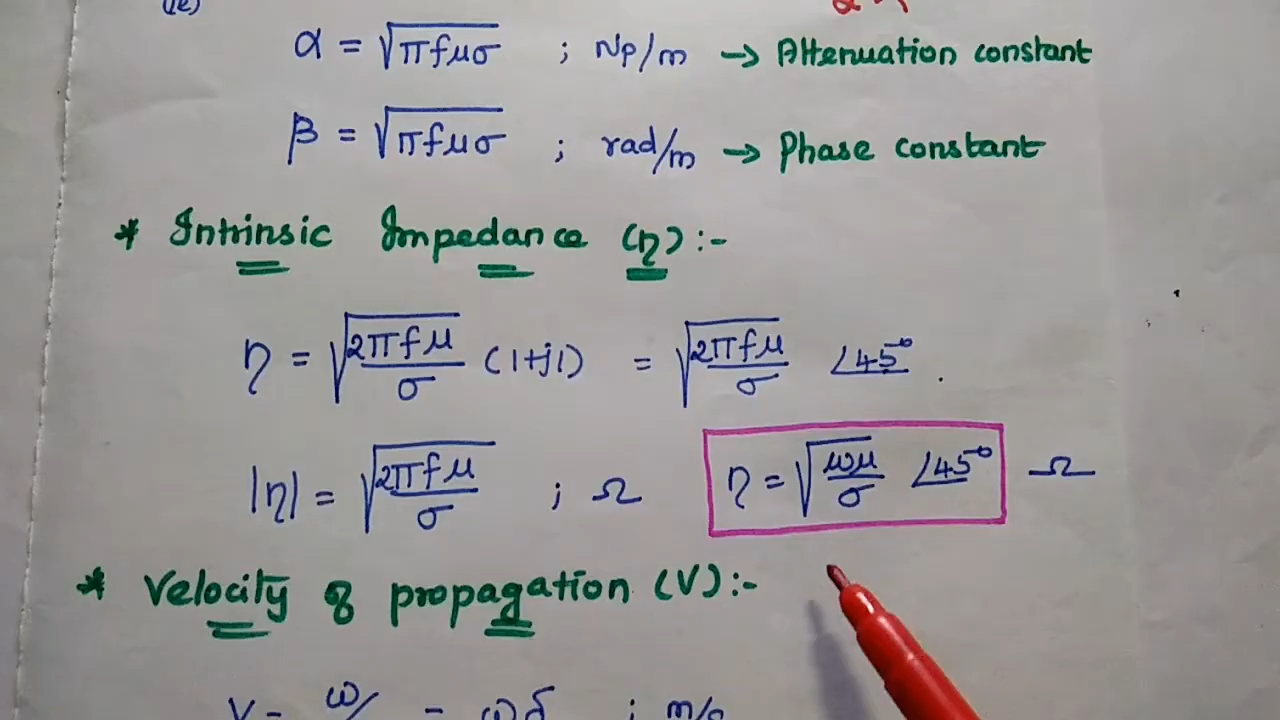 α = √πfμσ ; Np/m → Attenuation constant
β = √πfμσ ; rad/m → Phase constant
* Intrinsic Impedance (η):-
η = √2πfμ/σ (1+j1) = √2πfμ/σ ∠45° .
|η| = √2πfμ/σ ; Ω η = √ωμ/σ ∠45° Ω
* Velocity of propagation (V):-
V = ω/ = ωδ ; m/s